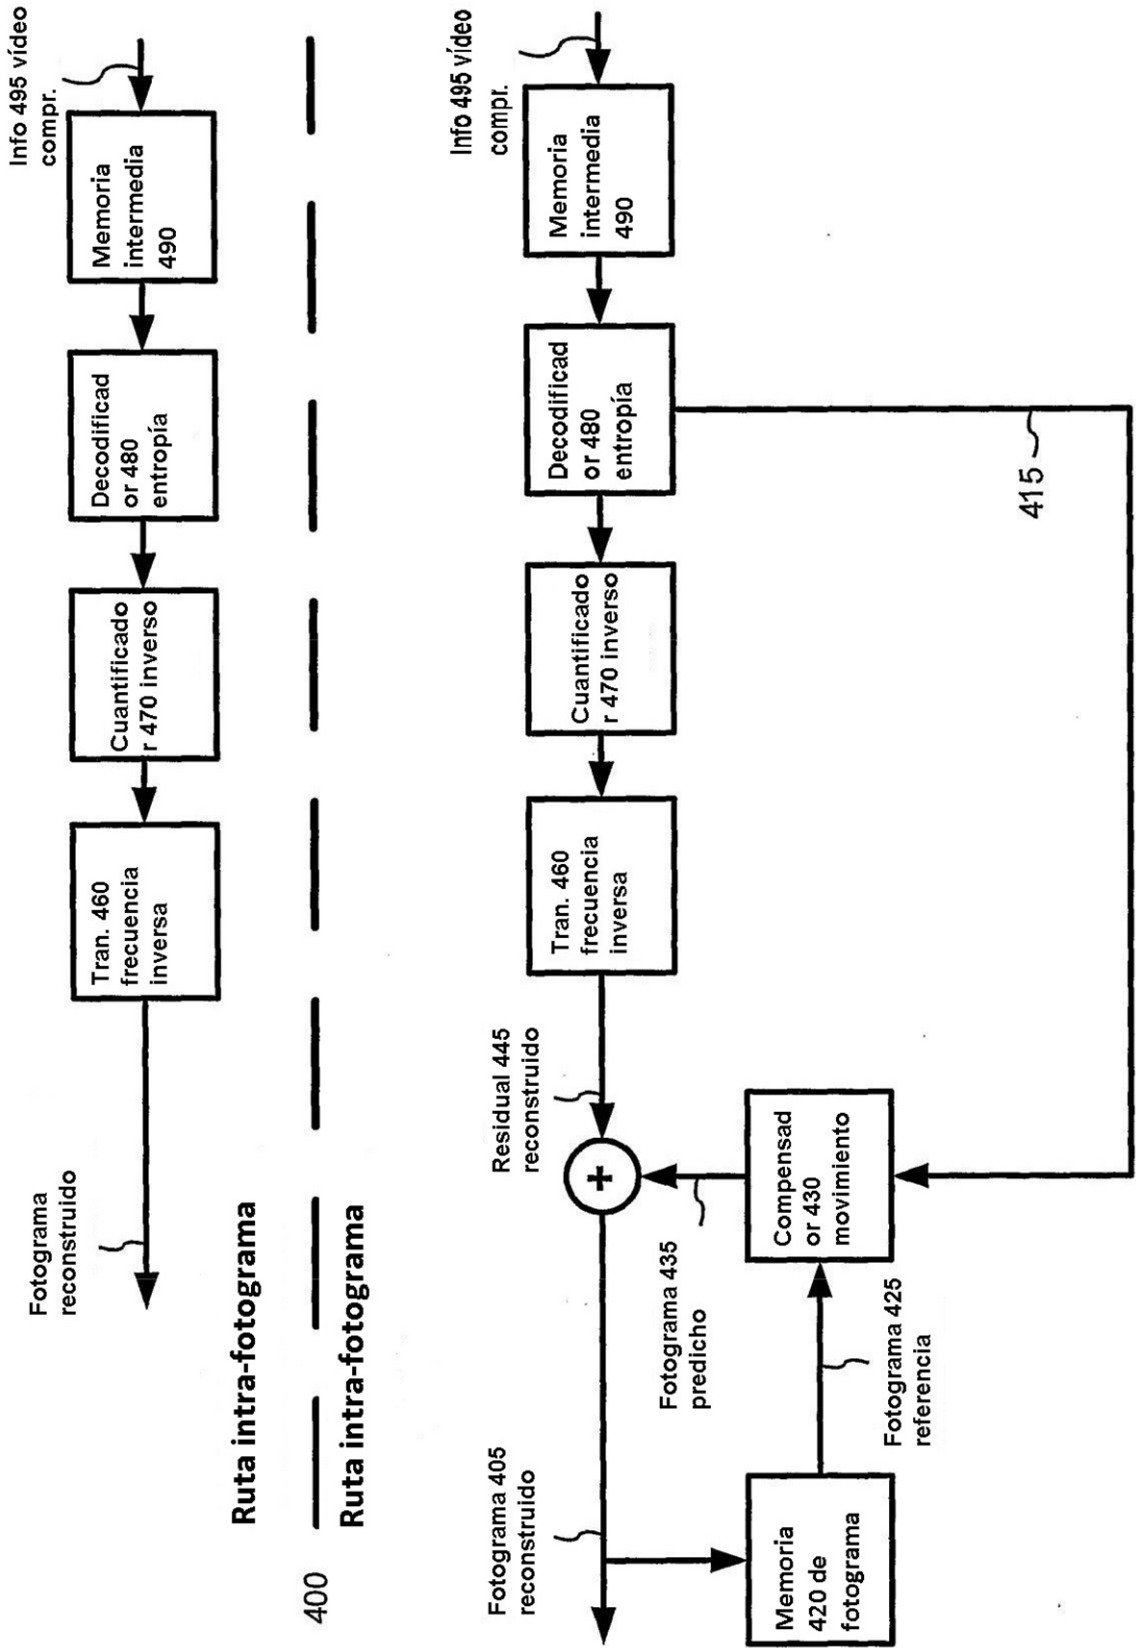 Info 495 vídeo
compr.
Memoria
intermedia
490
Decodificad
or 480
entropía
Cuantificado
r 470 inverso
Tran. 460
frecuencia
inversa
Fotograma
reconstruido
Ruta intra-fotograma
400
Ruta intra-fotograma
Info 495 vídeo
compr.
Memoria
intermedia
490
Decodificad
or 480
entropía
415
Cuantificado
r 470 inverso
Tran. 460
frecuencia
inversa
Residual 445
reconstruido
+
Compensad
or 430
movimiento
Fotograma 435
predicho
Fotograma 425
referencia
Fotograma 405
reconstruido
Memoria
420 de
fotograma